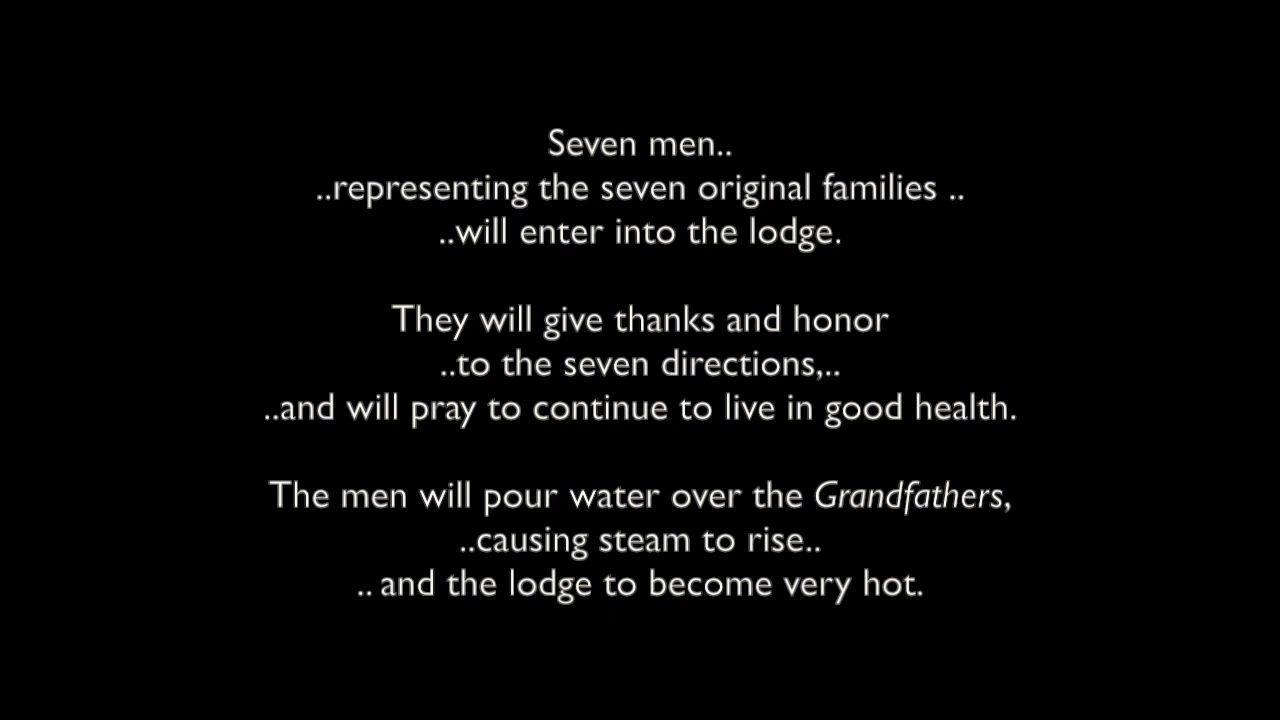 Seven men..
..representing the seven original families ..
..will enter into the lodge.
They will give thanks and honor
..to the seven directions,..
..and will pray to continue to live in good health.
The men will pour water over the Grandfathers,
..causing steam to rise..
.. and the lodge to become very hot.